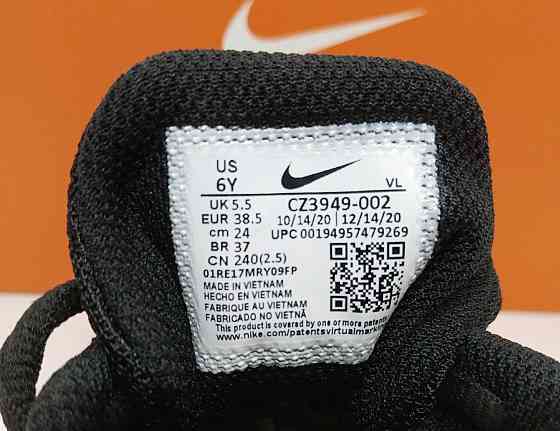 US
6Y
VL
UK 5.5
EUR 38.5
cm 24
BR 37
CN 240(2.5)
CZ3949-002
10/14/20 | 12/14/20
UPC 00194957479269
01RE17MRY09FP
MADE IN VIETNAM
HECHO EN VIETNAM
FABRIQUE AU VIETNAM
FABRICADO NO VIETNÃ
This product is covered by one or more patents
www.nike.com/patentsvirtualmark